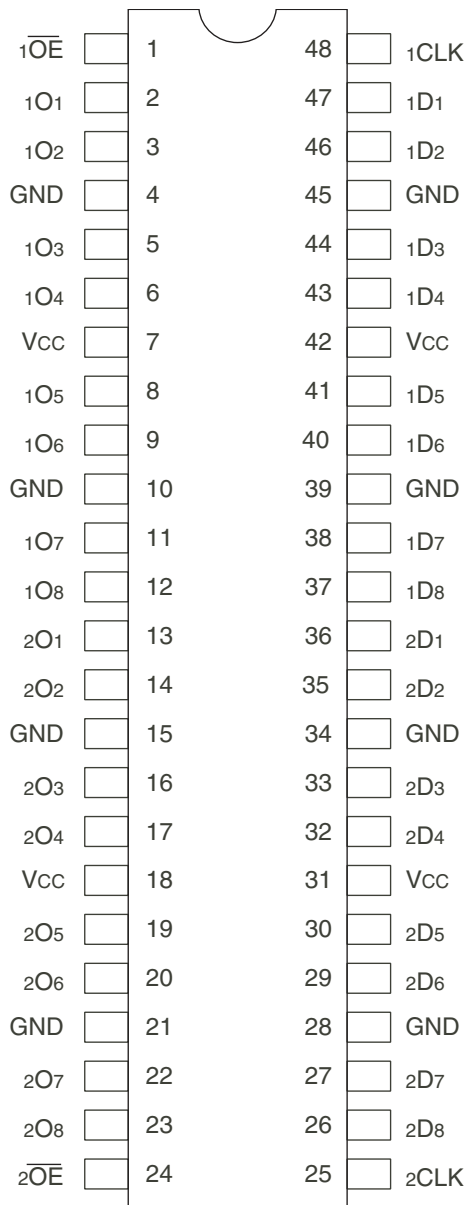 1OE 1 48 1CLK
1O1 2 47 1D1
1O2 3 46 1D2
GND 4 45 GND
1O3 5 44 1D3
1O4 6 43 1D4
VCC 7 42 VCC
1O5 8 41 1D5
1O6 9 40 1D6
GND 10 39 GND
1O7 11 38 1D7
1O8 12 37 1D8
2O1 13 36 2D1
2O2 14 35 2D2
GND 15 34 GND
2O3 16 33 2D3
2O4 17 32 2D4
VCC 18 31 VCC
2O5 19 30 2D5
2O6 20 29 2D6
GND 21 28 GND
2O7 22 27 2D7
2O8 23 26 2D8
2OE 24 25 2CLK